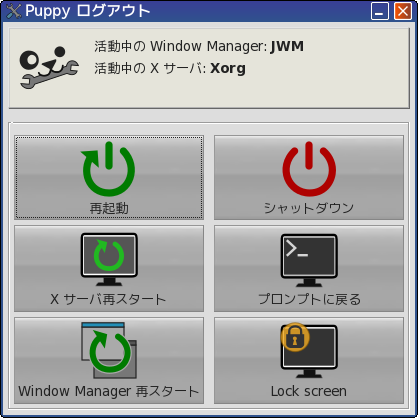 Puppy ログアウト
活動中の Window Manager: JWM
活動中の X サーバ: Xorg
再起動
シャットダウン
X サーバ再スタート
プロンプトに戻る
Window Manager 再スタート
Lock screen